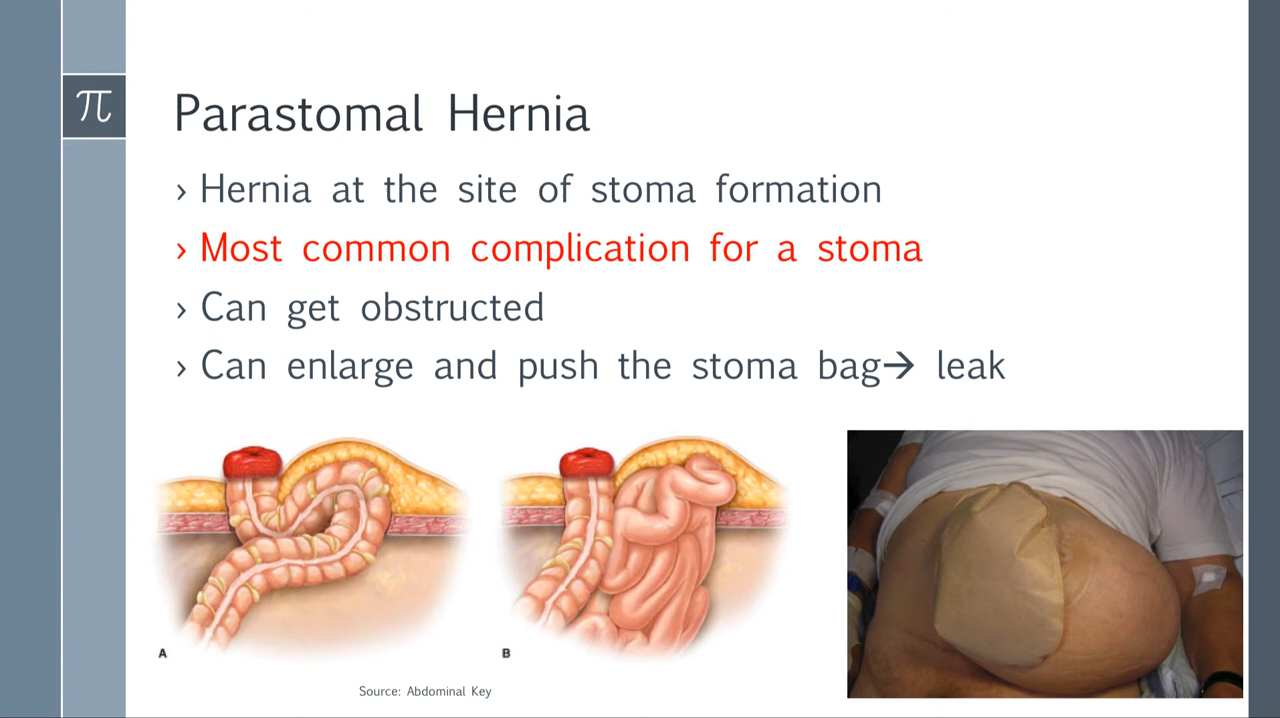 π
Parastomal Hernia
› Hernia at the site of stoma formation
› Most common complication for a stoma
› Can get obstructed
› Can enlarge and push the stoma bag→ leak
A
B
Source: Abdominal Key